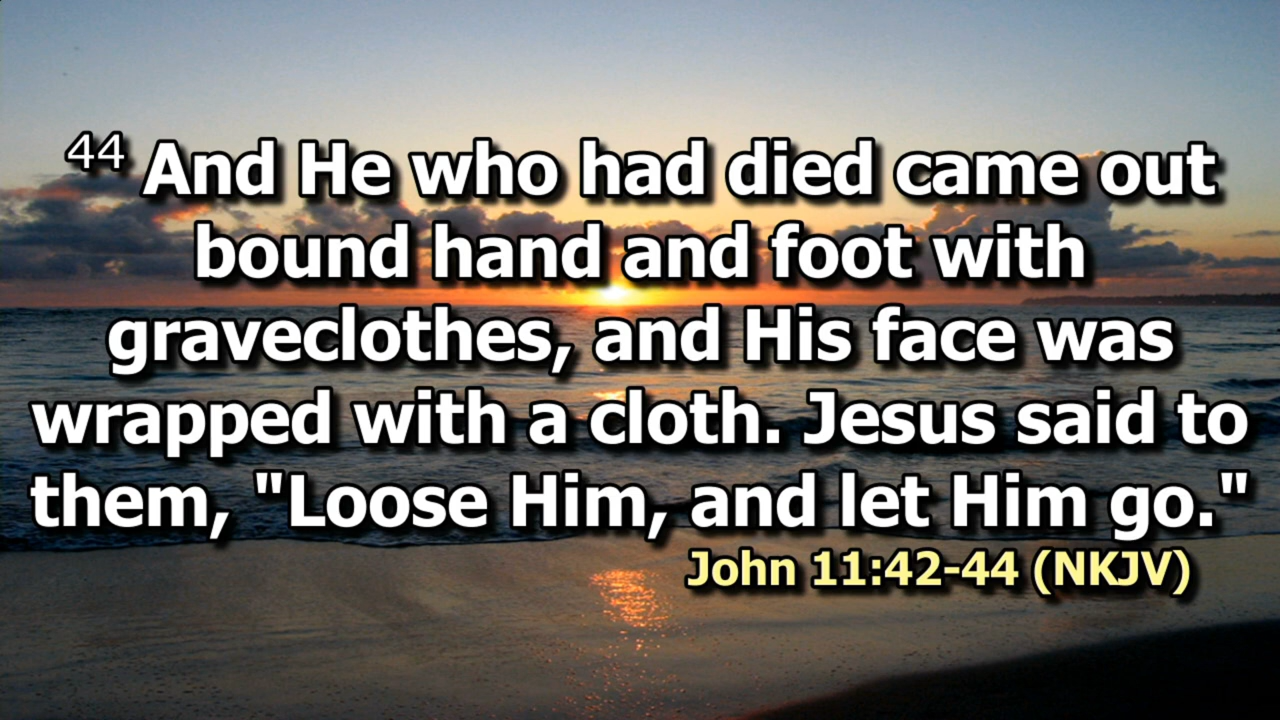 44 And He who had died came out
bound hand and foot with
graveclothes, and His face was
wrapped with a cloth. Jesus said to
them, "Loose Him, and let Him go."
John 11:42-44 (NKJV)